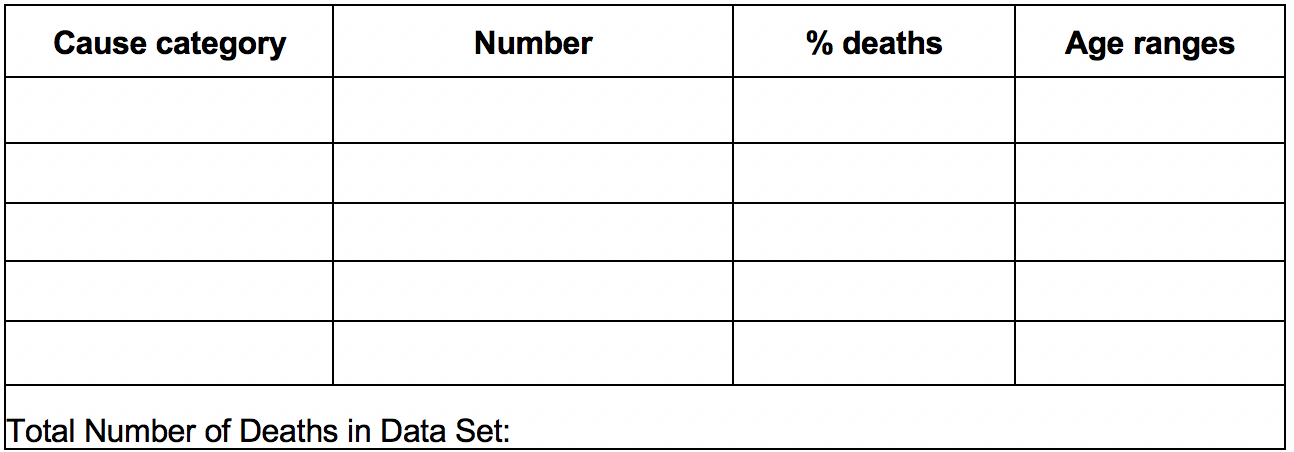 Cause category Number % deaths Age ranges
Total Number of Deaths in Data Set: